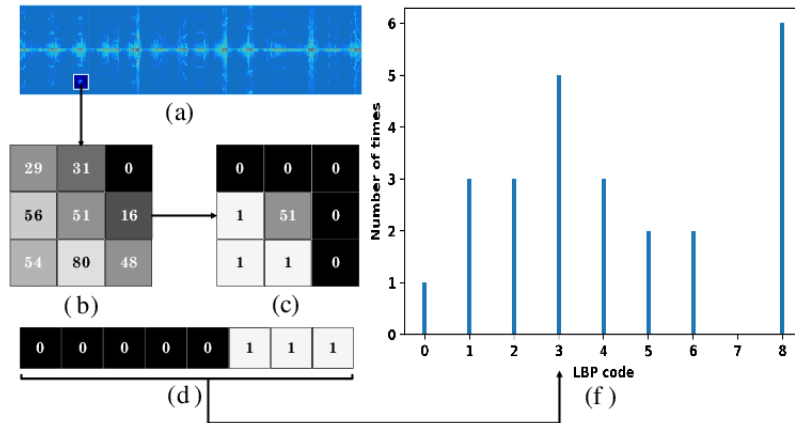 (a)
29 31 0
56 51 16
54 80 48
(b)
0 0 0
1 51 0
1 1 0
(c)
0 0 0 0 0 1 1 1
(d)
Number of times
6
5
4
3
2
1
0
0 1 2 3 4 5 6 7 8
LBP code
(f)